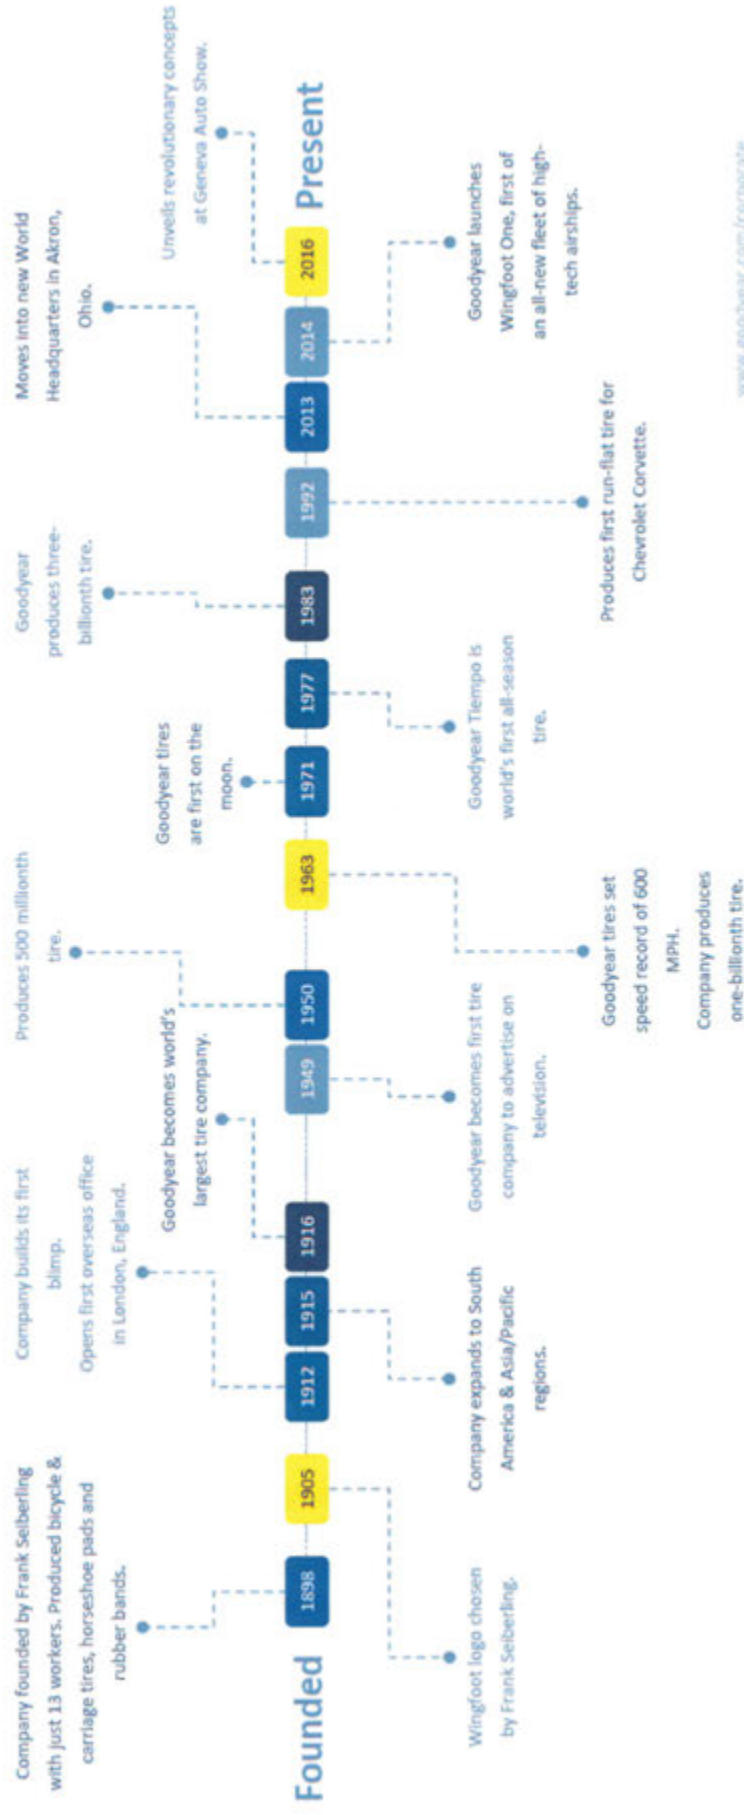 Company founded by Frank Seiberling
with just 13 workers. Produced bicycle &
carriage tires, horseshoe pads and
rubber bands.
Company builds its first
blimp.
Opens first overseas office
in London, England.
Goodyear becomes world's
largest tire company.
Produces 500 millionth
tire.
Goodyear tires
are first on the
moon.
Goodyear
produces three-
billionth tire.
Moves into new World
Headquarters in Akron,
Ohio.
Unveils revolutionary concepts
at Geneva Auto Show.
Founded
1898
1905
1912
1915
1916
1949
1950
1963
1971
1977
1983
1992
2013
2014
2016
Present
Wingfoot logo chosen
by Frank Seiberling.
Company expands to South
America & Asia/Pacific
regions.
Goodyear becomes first tire
company to advertise on
television.
Goodyear tires set
speed record of 600
MPH.
Company produces
one-billionth tire.
Goodyear Tiempo is
world's first all-season
tire.
Produces first run-flat tire for
Chevrolet Corvette.
Goodyear launches
Wingfoot One, first of
an all-new fleet of high-
tech airships.
www.goodyear.com/corporate